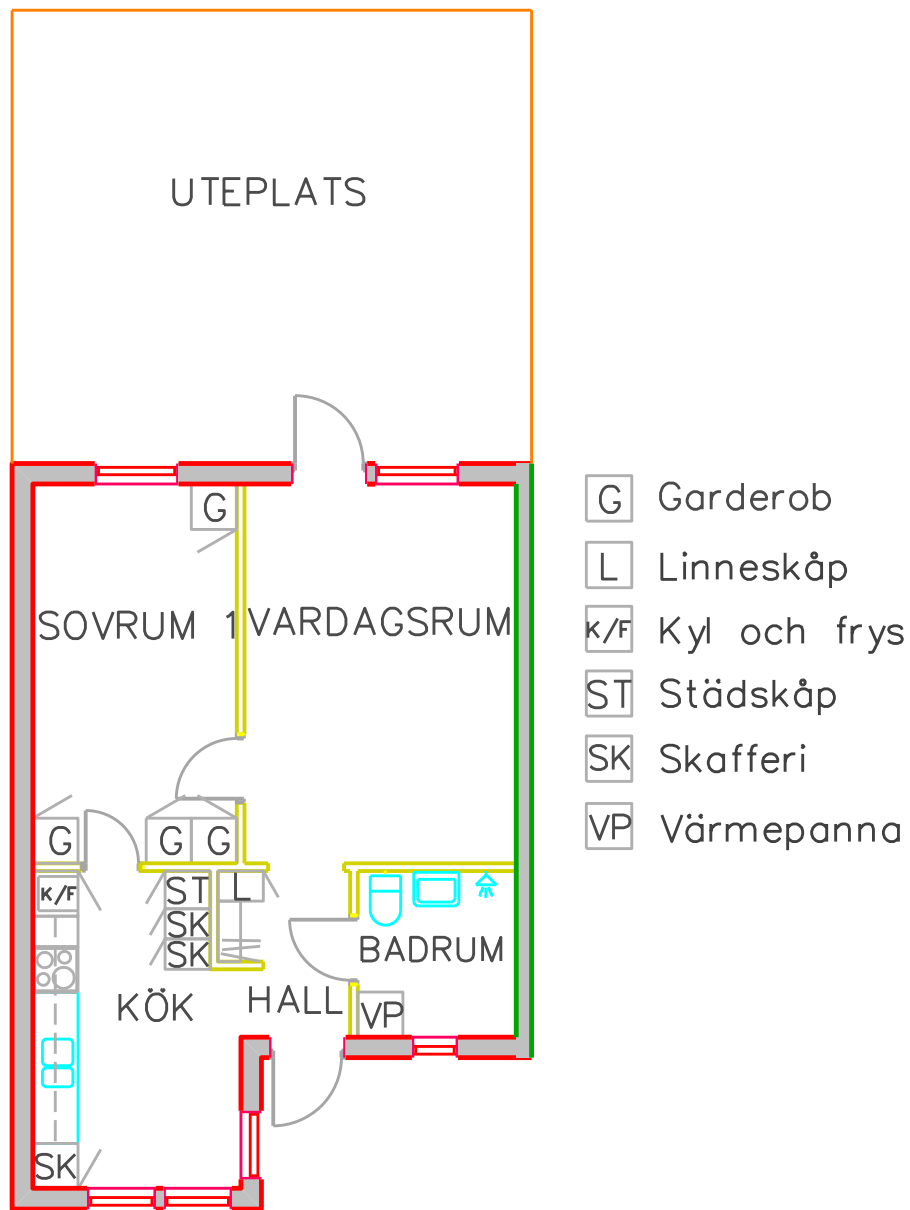 UTEPLATS
G
G Garderob
L Linneskåp
SOVRUM 1 VARDAGSRUM
K/F Kyl och frys
ST Städskåp
SK Skafferi
G
G
G
VP Värmepanna
K/F
ST
L
SK
SK
BADRUM
KÖK
HALL
VP
SK